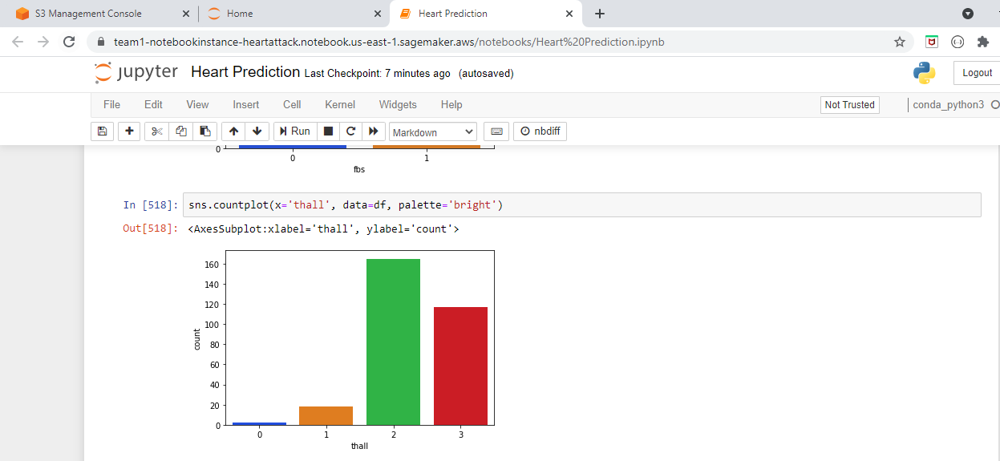 S3 Management Console
Home
Heart Prediction
team1-notebookinstance-heartattack.notebook.us-east-1.sagemaker.aws/notebooks/Heart%20Prediction.ipynb
jupyter Heart Prediction Last Checkpoint: 7 minutes ago (autosaved)
Logout
File Edit View Insert Cell Kernel Widgets Help
Not Trusted
conda_python3
Run
Markdown
nbdiff
0
0 1
fbs
In [518]: sns.countplot(x='thall', data=df, palette='bright')
Out[518]: <AxesSubplot:xlabel='thall', ylabel='count'>
160
140
120
100
80
60
40
20
0
count
0 1 2 3
thall